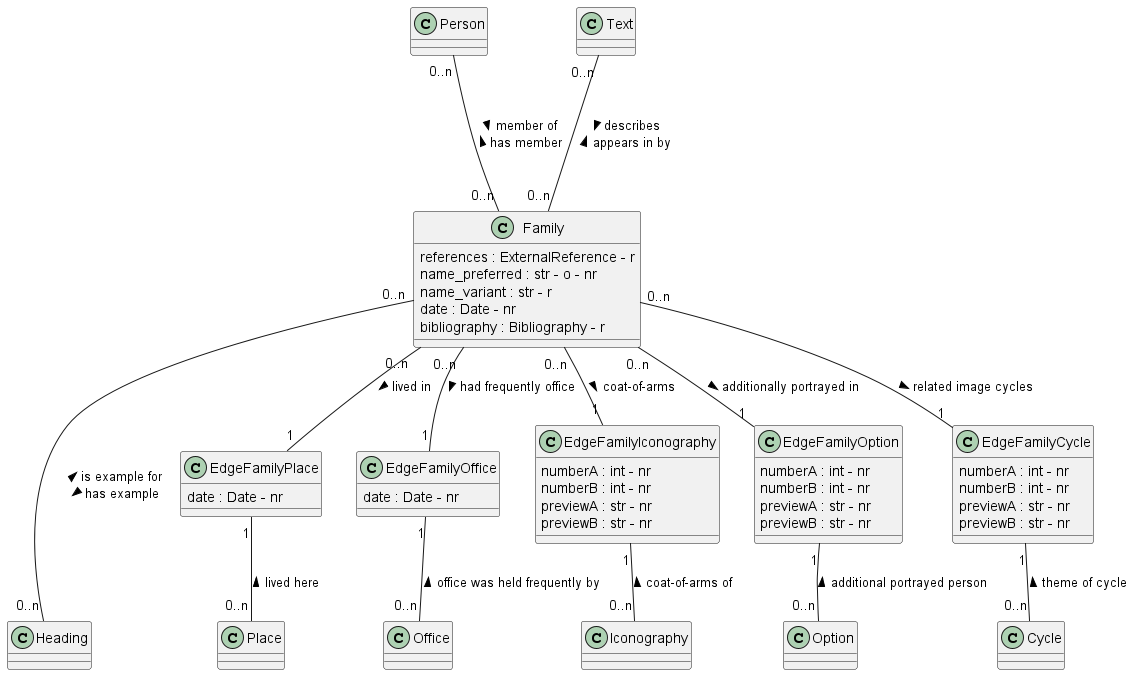 C Person
C Text
0..n
0..n
member of
has member
describes
appears in by
0..n
0..n
C Family
references : ExternalReference - r
name_preferred : str - o - nr
name_variant : str - r
date : Date - nr
bibliography : Bibliography - r
0..n
0..n
0..n
0..n
0..n
0..n
lived in
had frequently office
coat-of-arms
additionally portrayed in
related image cycles
1
1
1
1
1
is example for
has example
C EdgeFamilyPlace
date : Date - nr
C EdgeFamilyOffice
date : Date - nr
C EdgeFamilyIconography
numberA : int - nr
numberB : int - nr
previewA : str - nr
previewB : str - nr
C EdgeFamilyOption
numberA : int - nr
numberB : int - nr
previewA : str - nr
previewB : str - nr
C EdgeFamilyCycle
numberA : int - nr
numberB : int - nr
previewA : str - nr
previewB : str - nr
1
1
1
1
1
lived here
office was held frequently by
coat-of-arms of
additional portrayed person
theme of cycle
0..n
0..n
0..n
0..n
0..n
0..n
C Heading
C Place
C Office
C Iconography
C Option
C Cycle